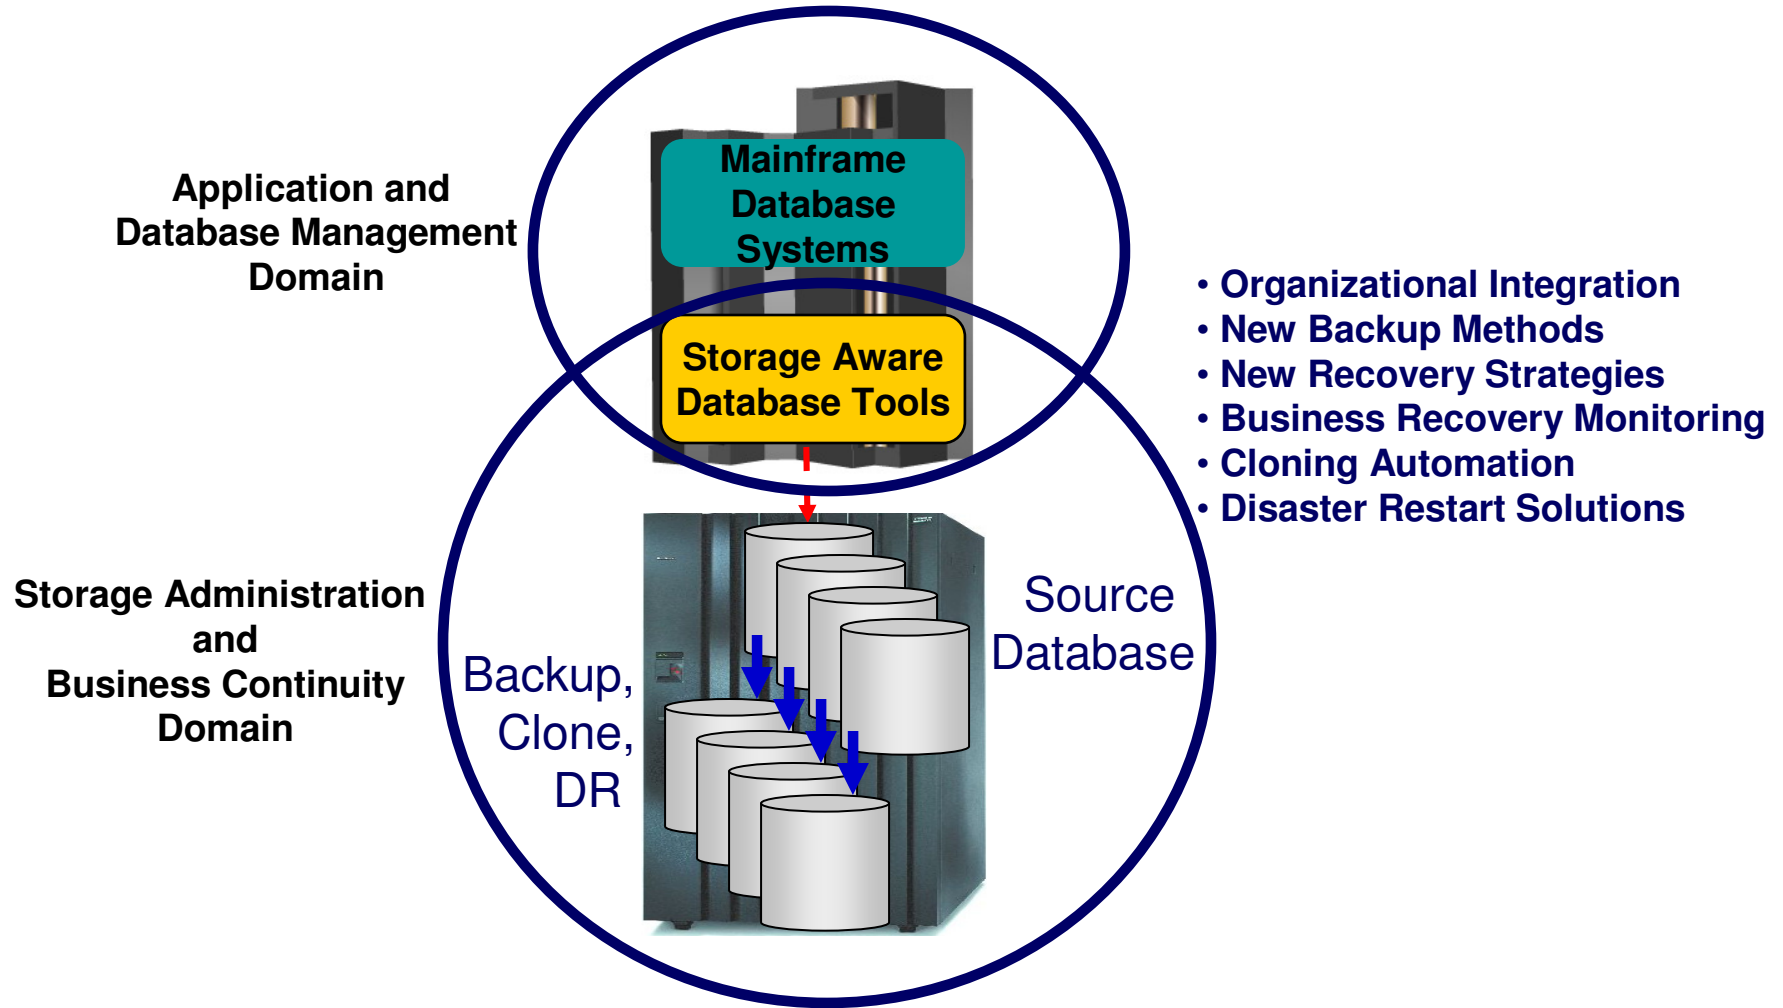 Mainframe
Database
Systems
Application and
Database Management
Domain
Storage Aware
Database Tools
• Organizational Integration
• New Backup Methods
• New Recovery Strategies
• Business Recovery Monitoring
• Cloning Automation
• Disaster Restart Solutions
Storage Administration
and
Business Continuity
Domain
Source
Database
Backup,
Clone,
DR